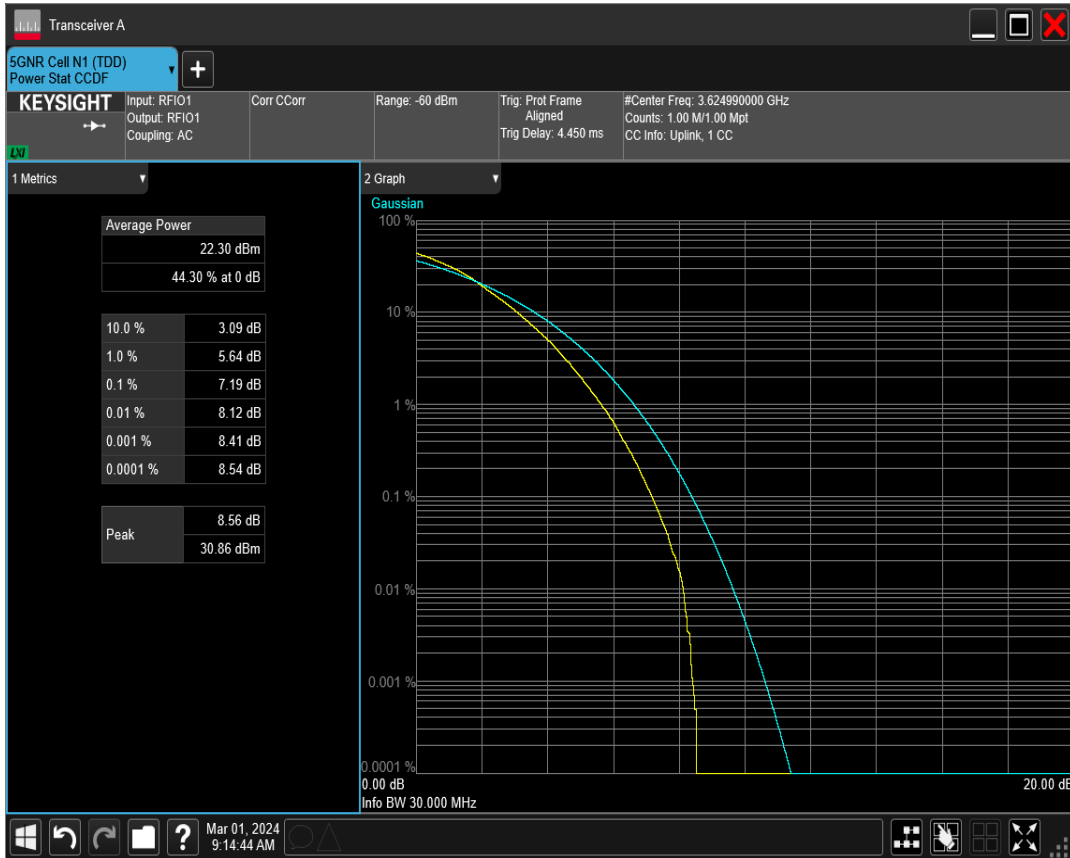 Transceiver A
5GNR Cell N1 (TDD)
Power Stat CCDF
+
KEYSIGHT
LXI
Input: RFIO1
Output: RFIO1
Coupling: AC
Corr CCorr
Range: -60 dBm
Trig: Prot Frame
Aligned
Trig Delay: 4.450 ms
#Center Freq: 3.624990000 GHz
Counts: 1.00 M/1.00 Mpt
CC Info: Uplink, 1 CC
1 Metrics
Average Power
22.30 dBm
44.30 % at 0 dB
10.0 % 3.09 dB
1.0 % 5.64 dB
0.1 % 7.19 dB
0.01 % 8.12 dB
0.001 % 8.41 dB
0.0001 % 8.54 dB
Peak
8.56 dB
30.86 dBm
2 Graph
Gaussian
100 %
10 %
1 %
0.1 %
0.01 %
0.001 %
0.0001 %
0.00 dB
20.00 dB
Info BW 30.000 MHz
?
Mar 01, 2024
9:14:44 AM